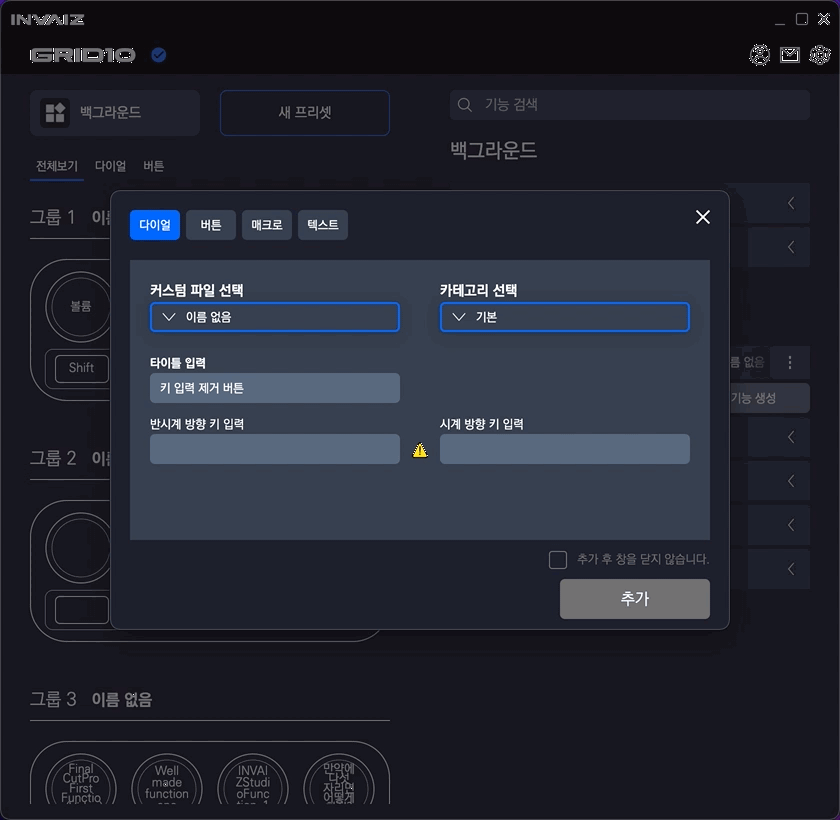 INVAIZ
GRID10
백그라운드
새 프리셋
기능 검색
전체보기 다이얼 버튼
백그라운드
그룹 1
다이얼 버튼 매크로 텍스트
커스텀 파일 선택 카테고리 선택
이름 없음 기본
볼륨
타이틀 입력
Shift
키 입력 제거 버튼
름 없음
기능 생성
반시계 방향 키 입력 시계 방향 키 입력
그룹 2
추가 후 창을 닫지 않습니다.
추가
그룹 3 이름 없음
Final
CutPro
First
Functio
Well
made
function
INVAI
ZStudi
oFunc
만약에
다섯
자리면
어떻게